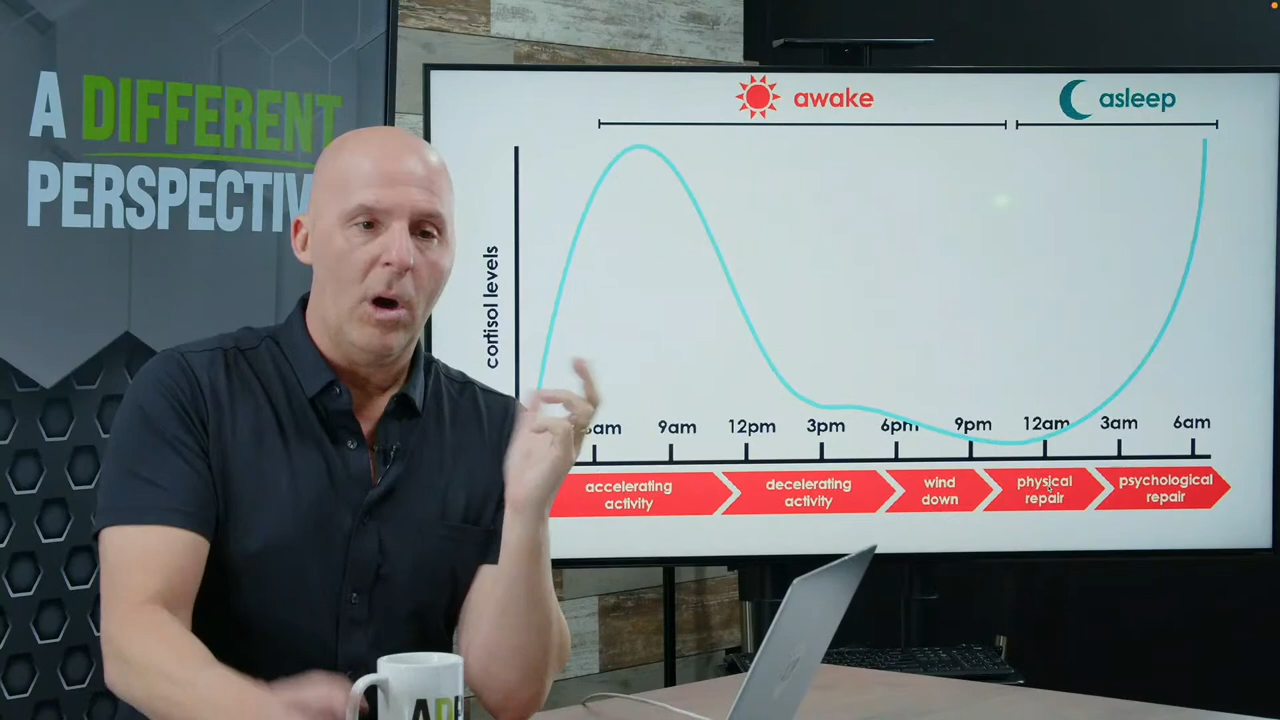 A DIFFERENT
PERSPECTIV
awake
asleep
cortisol levels
9am
12pm
3pm
6pm
9pm
12am
3am
6am
accelerating
activity
decelerating
activity
wind
down
physical
repair
psychological
repair